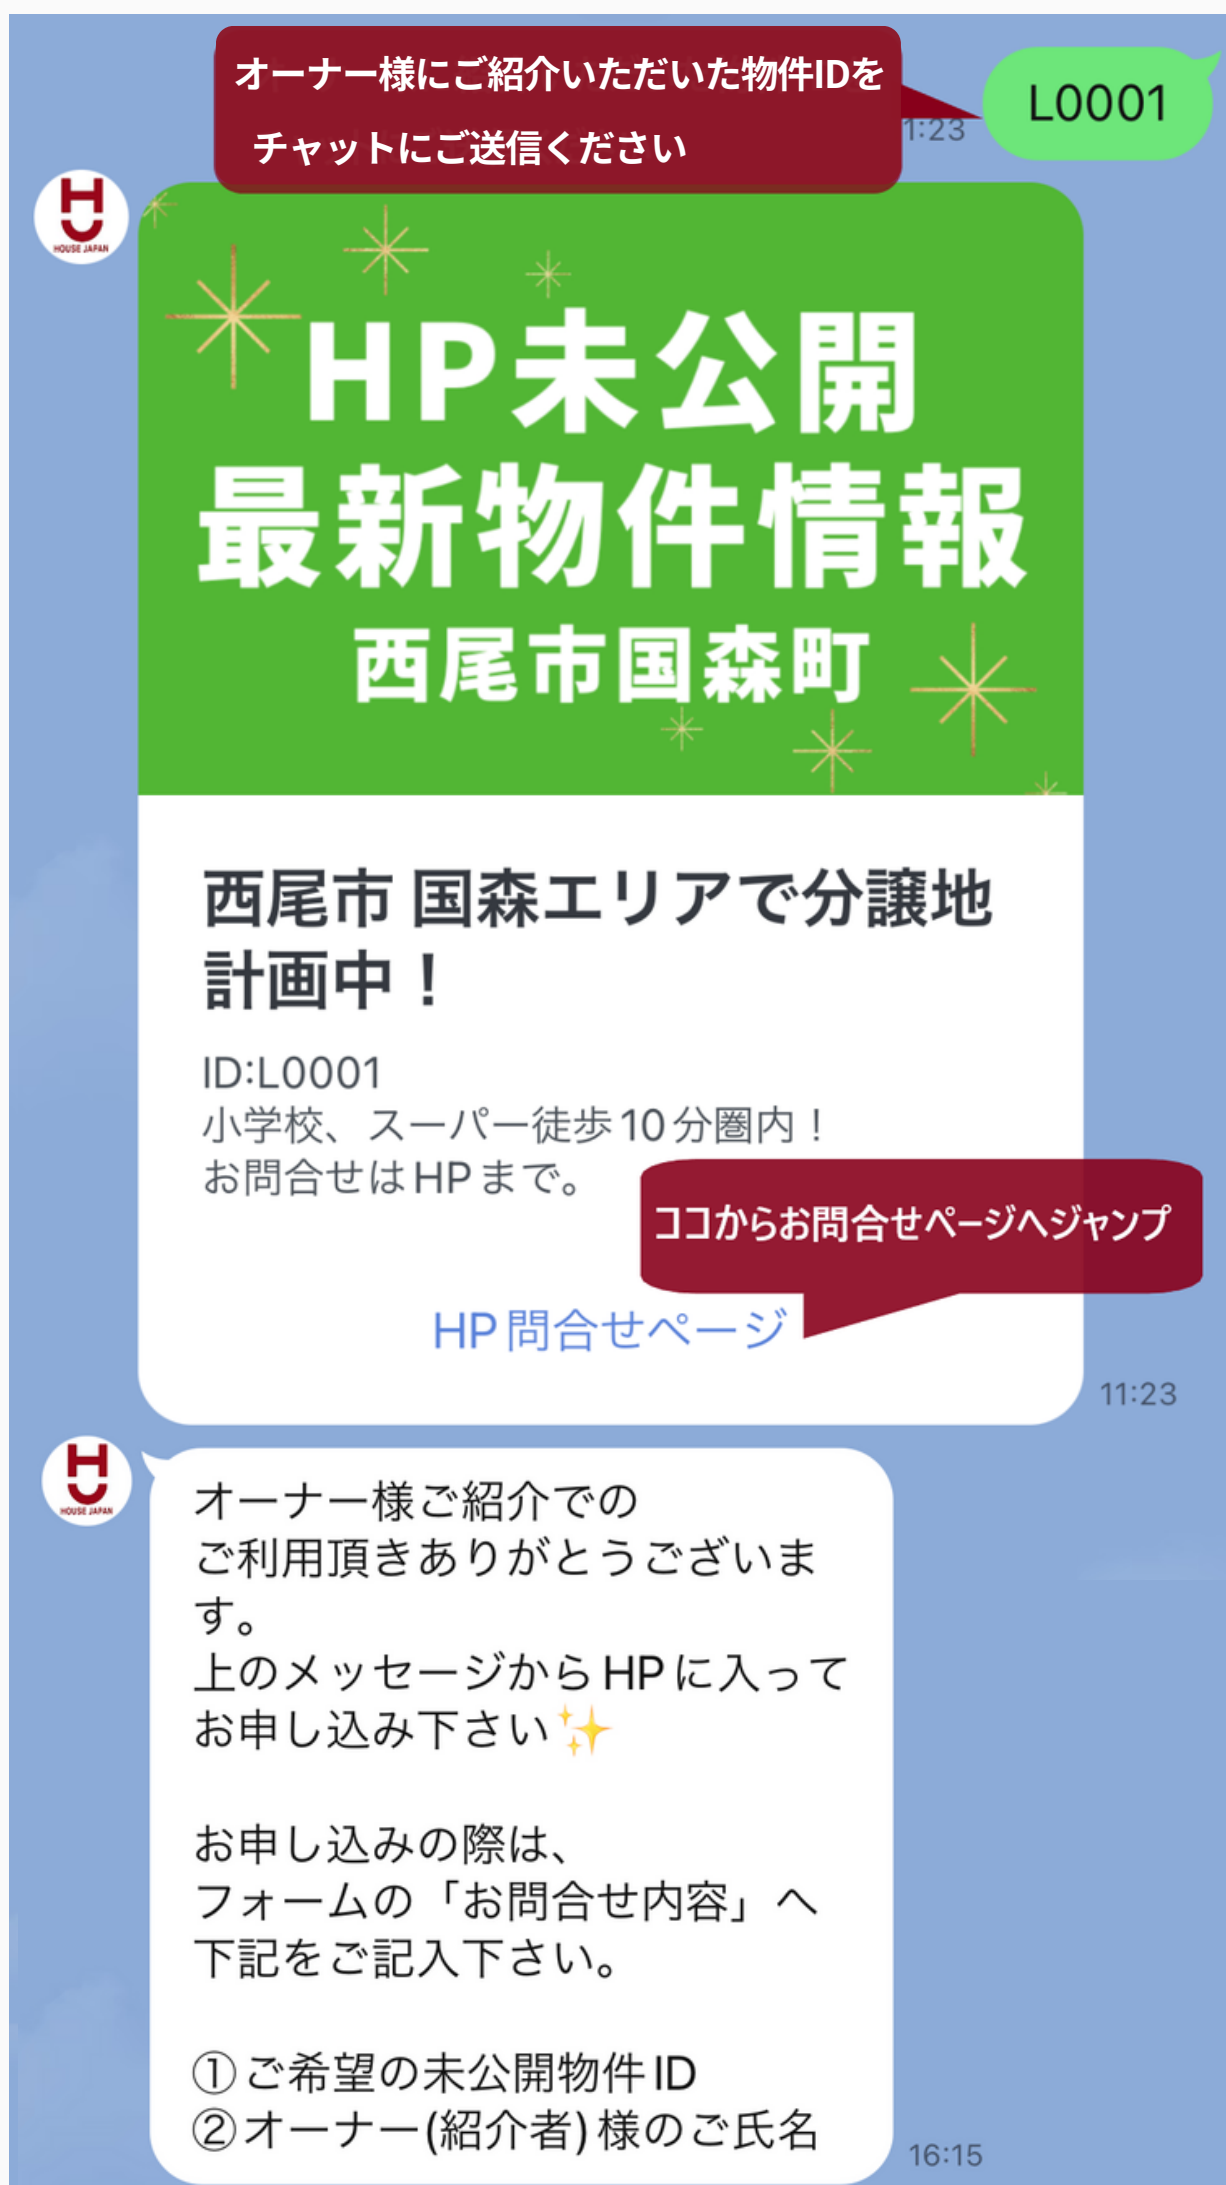 オーナー様にご紹介いただいた物件IDを
チャットにご送信ください
L0001
1:23
HOUSE JAPAN
HP未公開
最新物件情報
西尾市国森町
西尾市 国森エリアで分譲地
計画中！
ID:L0001
小学校、スーパー徒歩10分圏内！
お問合せはHPまで。
ココからお問合せページへジャンプ
HP問合せページ
11:23
HOUSE JAPAN
オーナー様ご紹介での
ご利用頂きありがとうございま
す。
上のメッセージからHPに入って
お申し込み下さい✨
お申し込みの際は、
フォームの「お問合せ内容」へ
下記をご記入下さい。
①ご希望の未公開物件ID
②オーナー(紹介者)様のご氏名
16:15